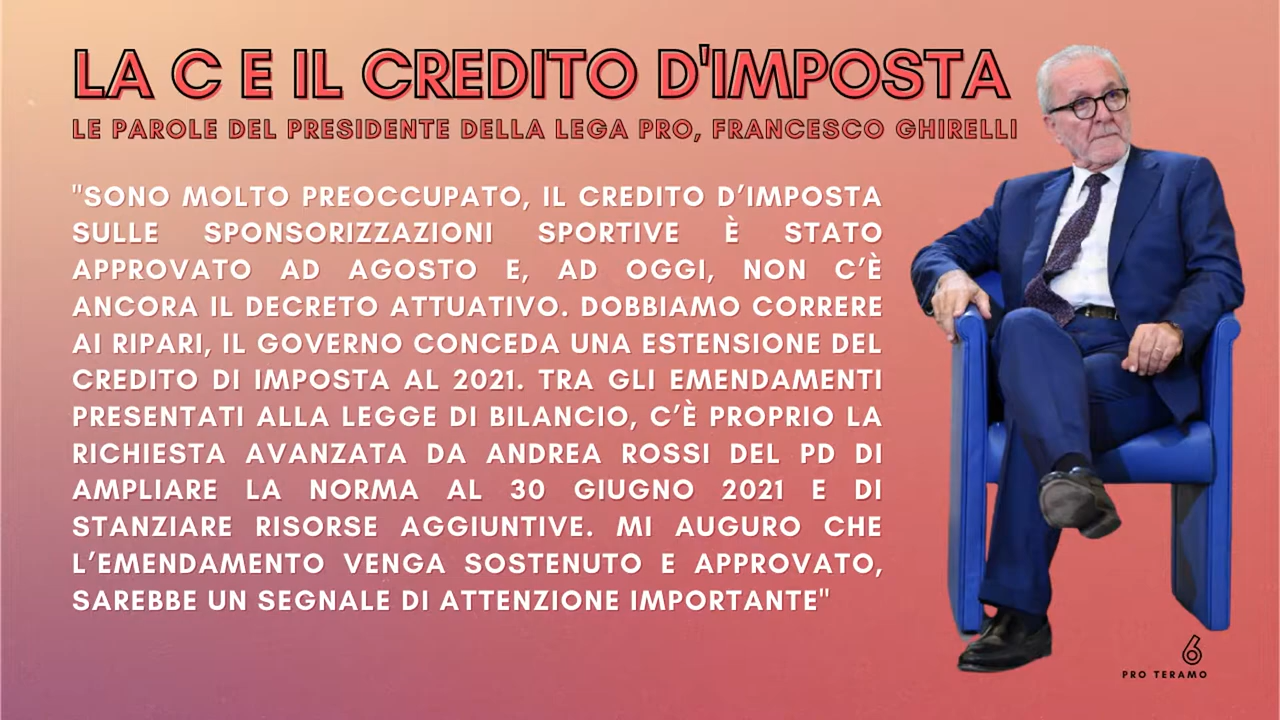 LA C E IL CREDITO D'IMPOSTA
LE PAROLE DEL PRESIDENTE DELLA LEGA PRO, FRANCESCO GHIRELLI
"SONO MOLTO PREOCCUPATO, IL CREDITO D’IMPOSTA
SULLE SPONSORIZZAZIONI SPORTIVE È STATO
APPROVATO AD AGOSTO E, AD OGGI, NON C’È
ANCORA IL DECRETO ATTUATIVO. DOBBIAMO CORRERE
AI RIPARI, IL GOVERNO CONCEDA UNA ESTENSIONE DEL
CREDITO DI IMPOSTA AL 2021. TRA GLI EMENDAMENTI
PRESENTATI ALLA LEGGE DI BILANCIO, C’È PROPRIO LA
RICHIESTA AVANZATA DA ANDREA ROSSI DEL PD DI
AMPLIARE LA NORMA AL 30 GIUGNO 2021 E DI
STANZIARE RISORSE AGGIUNTIVE. MI AUGURO CHE
L’EMENDAMENTO VENGA SOSTENUTO E APPROVATO,
SAREBBE UN SEGNALE DI ATTENZIONE IMPORTANTE"
6
PRO TERAMO